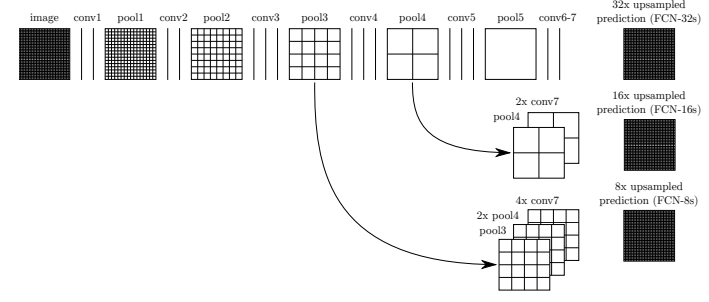 image conv1 pool1 conv2 pool2 conv3 pool3 conv4 pool4 conv5 pool5 conv6-7
32x upsampled
prediction (FCN-32s)
2x conv7
pool4
16x upsampled
prediction (FCN-16s)
4x conv7
2x pool4
pool3
8x upsampled
prediction (FCN-8s)